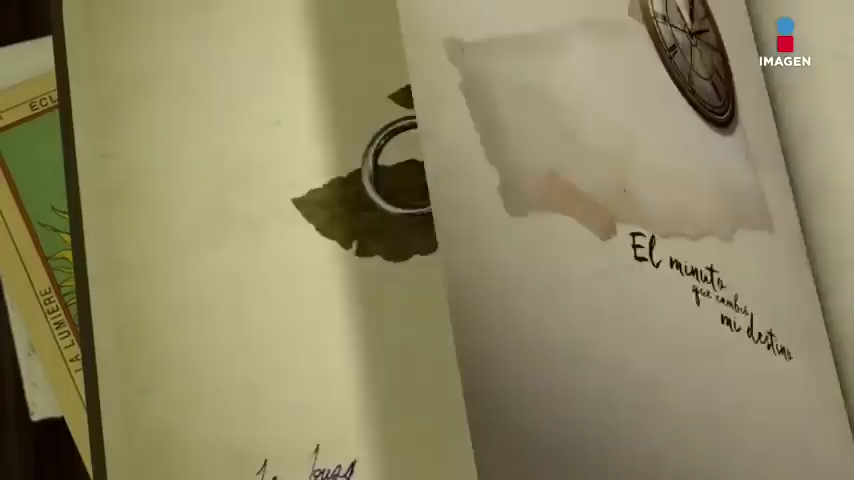 IMAGEN
ECL
LA LUMIERE
El minuto
que cambió
mi destino